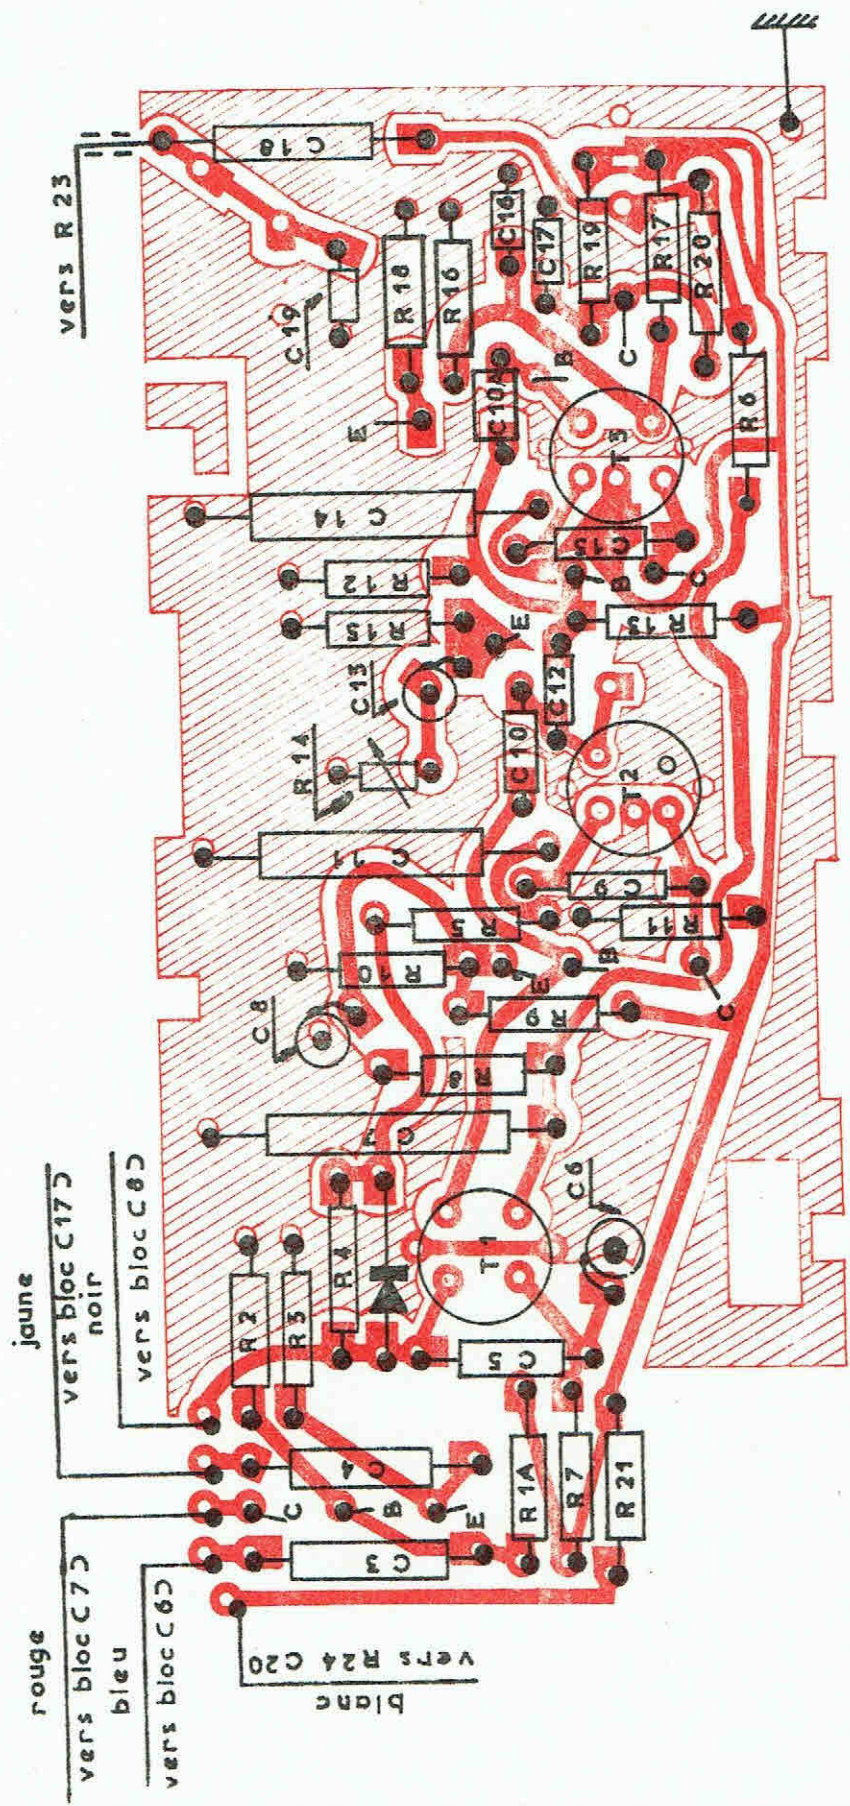 vers R 23
C 18
C 19
R 18
R 16
C16
C17
R 19
R 17
R 20
E
B
C
C10A
T3
R 6
C 14
R 12
R 15
C15
B
C
E
R 13
C13
C12
C 10
R 14
T2
C 11
C 9
R 5
R 11
R 10
E
B
C
C 8
R 9
R 8
C 7
C6
T 1
jaune
vers bloc C17)
noir
vers bloc C8)
R 2
R 3
R 4
C 5
C 4
C
B
E
R 1A
R 7
R 21
C 3
rouge
vers bloc C7)
bleu
vers bloc C6)
vers R24 C20
blanc